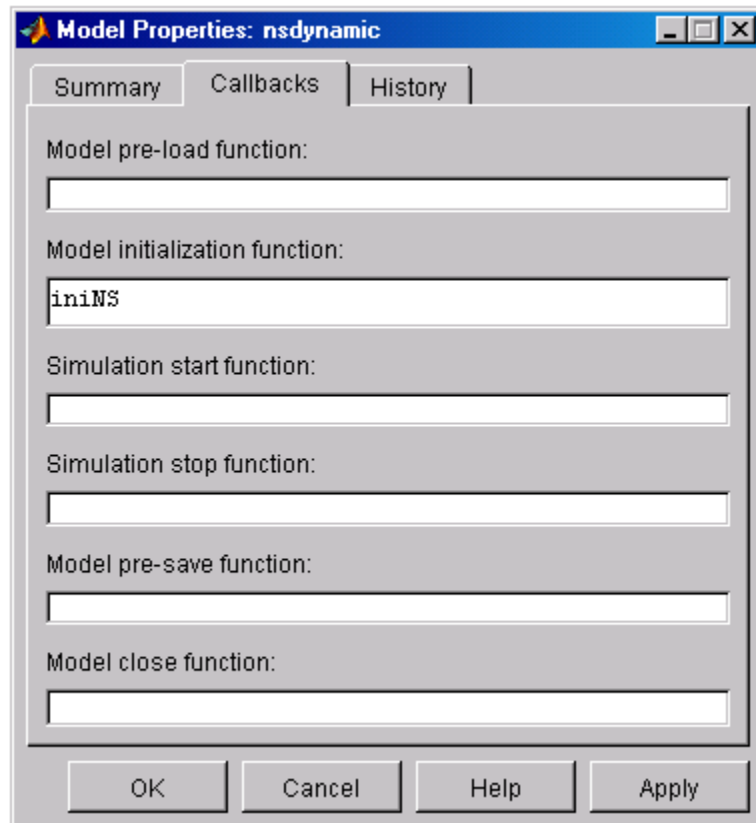 Model Properties: nsdynamic
Summary Callbacks History
Model pre-load function:
Model initialization function:
iniNS
Simulation start function:
Simulation stop function:
Model pre-save function:
Model close function:
OK Cancel Help Apply